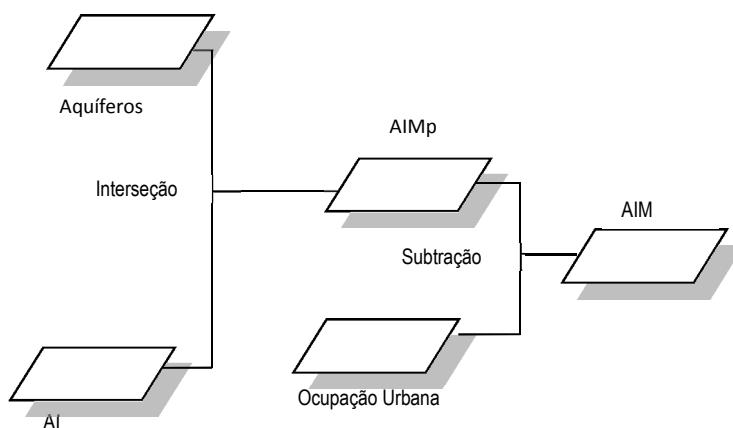 Aquíferos
AIMp
Interseção
AIM
Subtração
Ocupação Urbana
AI